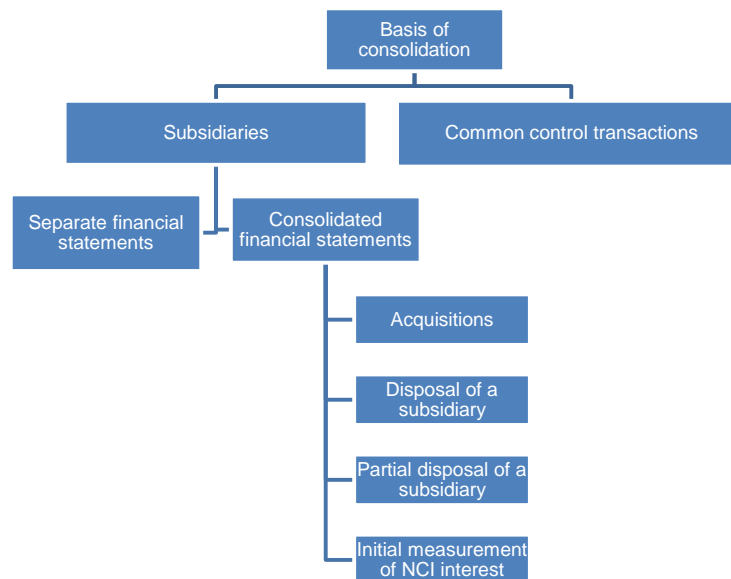 Basis of
consolidation
Subsidiaries
Common control transactions
Separate financial
statements
Consolidated
financial statements
Acquisitions
Disposal of a
subsidiary
Partial disposal of a
subsidiary
Initial measurement
of NCI interest